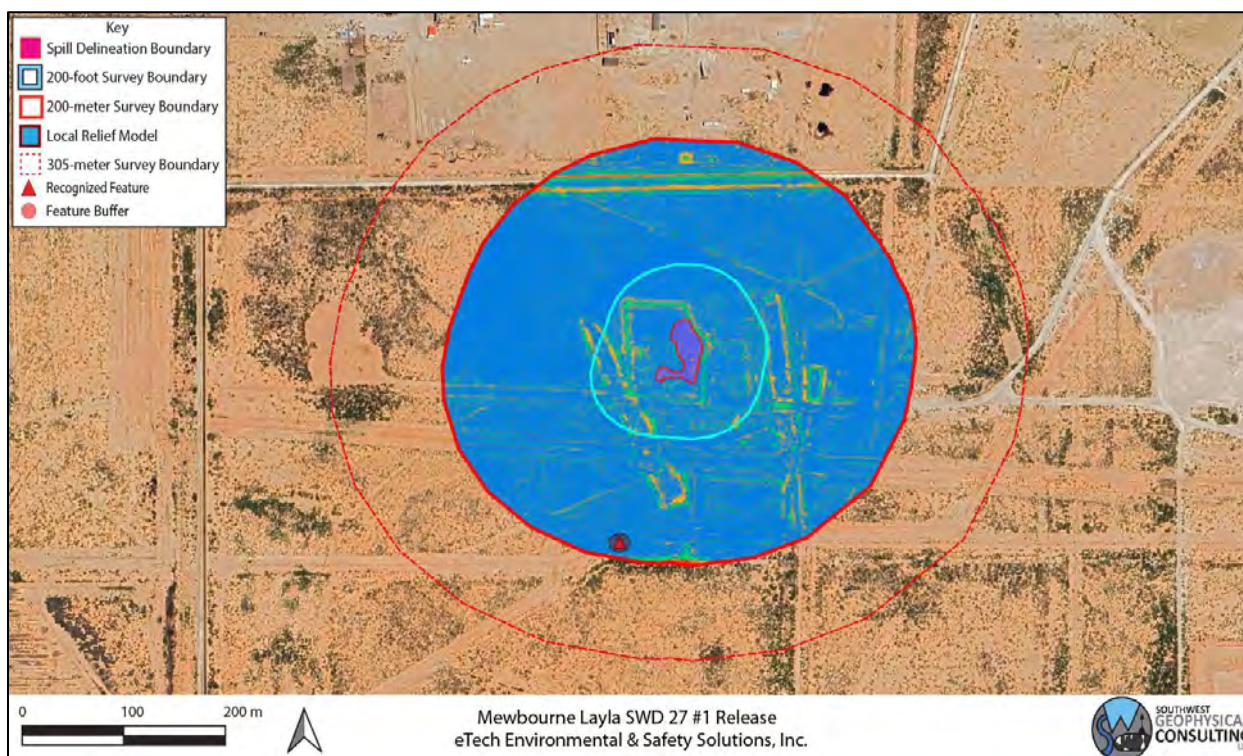 Key
Spill Delineation Boundary
200-foot Survey Boundary
200-meter Survey Boundary
Local Relief Model
305-meter Survey Boundary
Recognized Feature
Feature Buffer
0 100 200 m
Mewbourne Layla SWD 27 #1 Release
eTech Environmental & Safety Solutions, Inc.
SOUTHWEST
GEOPHYSICAL
CONSULTING